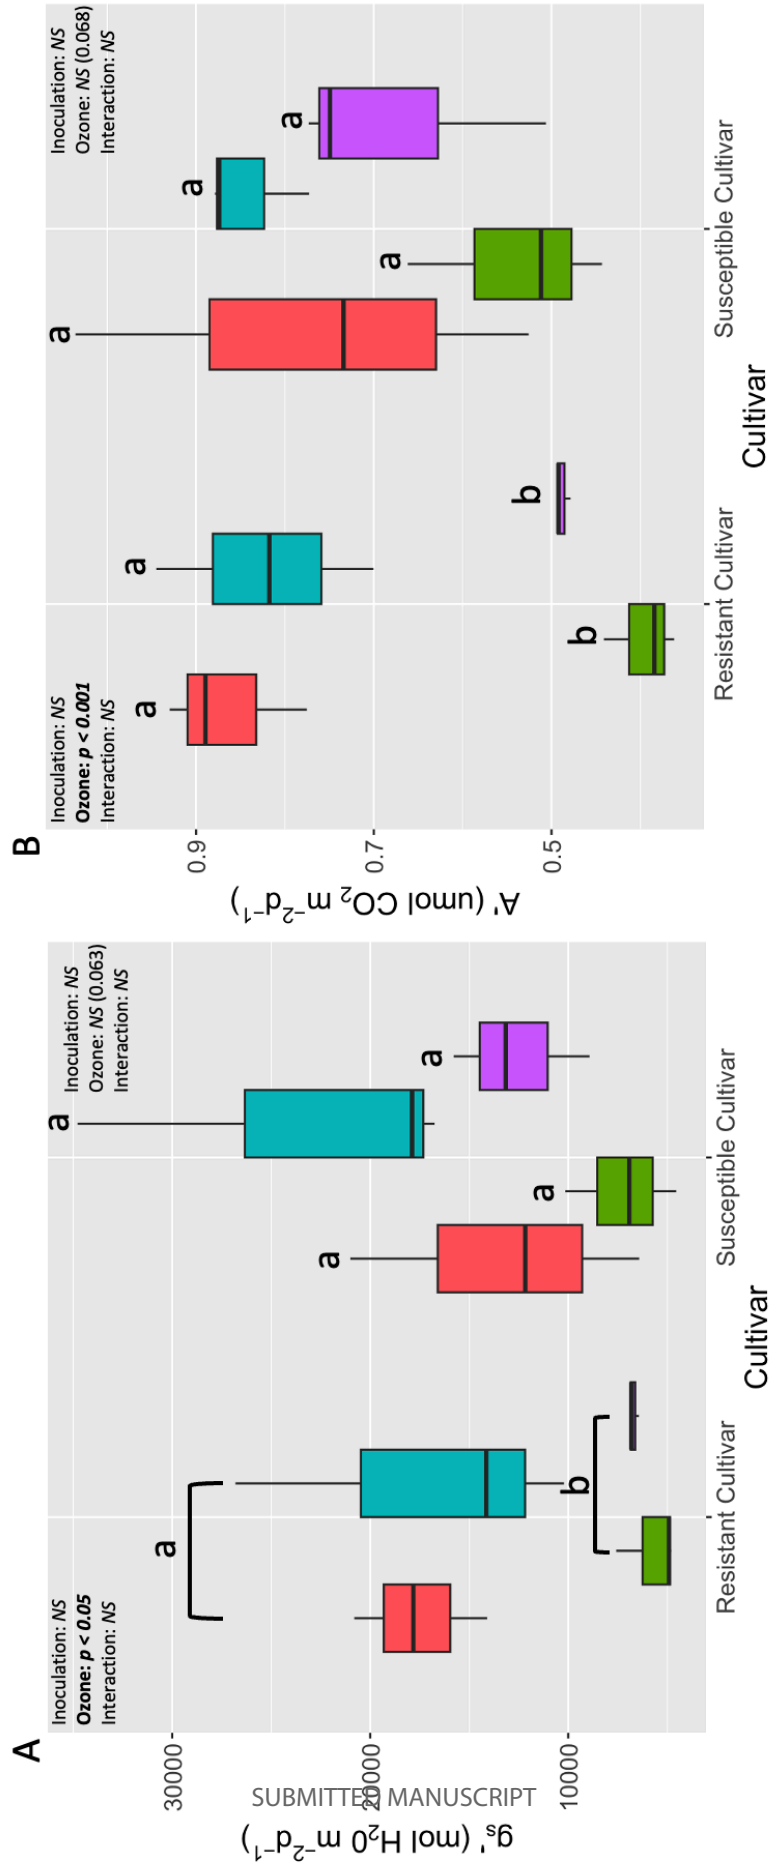 A
Inoculation: NS
Ozone: p < 0.05
Interaction: NS
Inoculation: NS
Ozone: NS (0.063)
Interaction: NS
a
b
a
a
a
a
30000
20000
10000
gs' (mol H20 m−2d−1)
Resistant Cultivar
Susceptible Cultivar
Cultivar
B
Inoculation: NS
Ozone: p < 0.001
Interaction: NS
Inoculation: NS
Ozone: NS (0.068)
Interaction: NS
a
b
a
b
a
a
a
a
0.9
0.7
0.5
A' (umol CO2 m−2d−1)
Resistant Cultivar
Susceptible Cultivar
Cultivar
SUBMITTED MANUSCRIPT